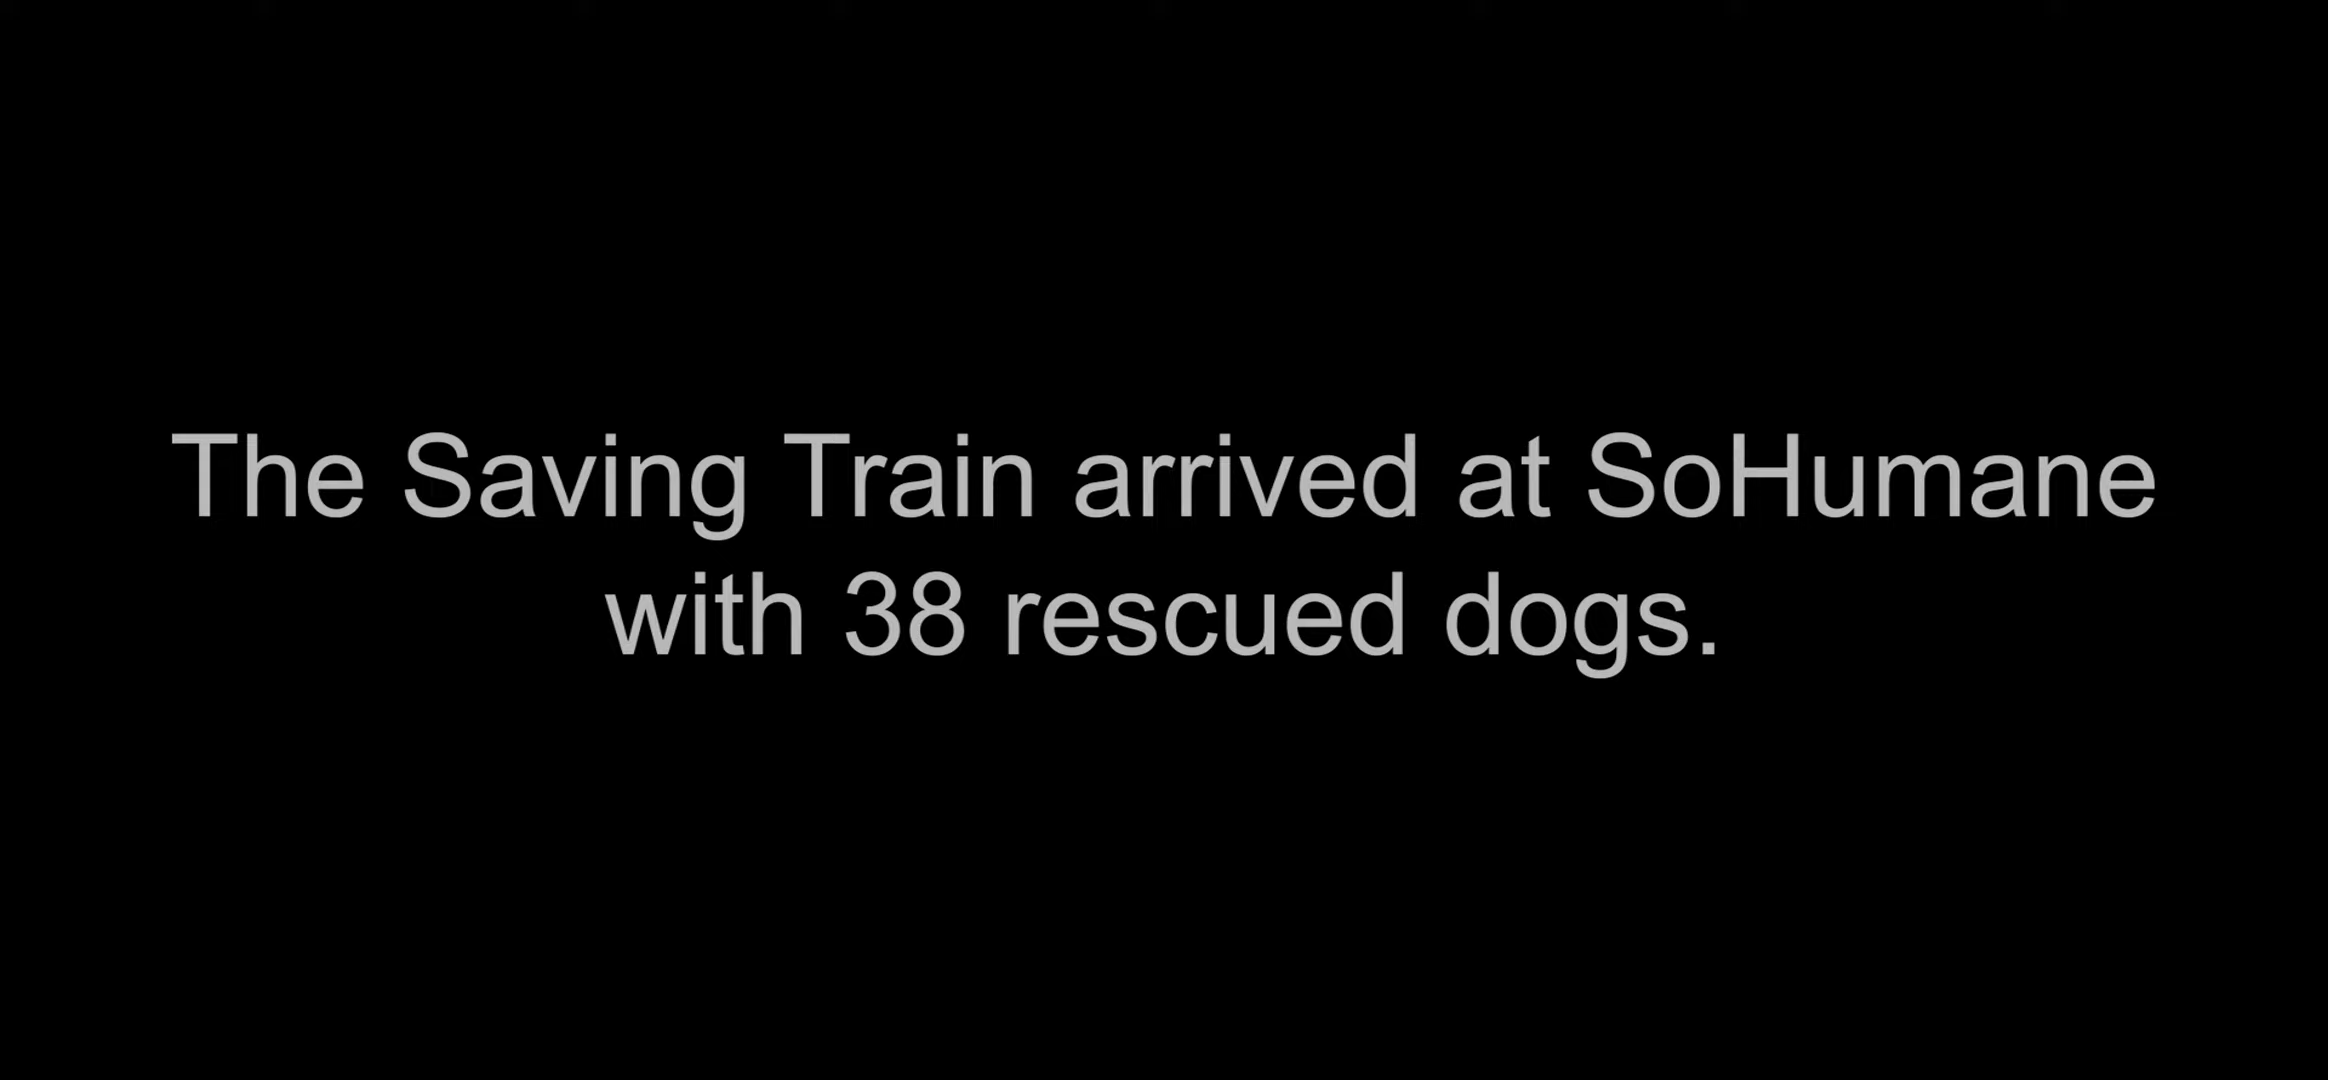 The Saving Train arrived at SoHumane
with 38 rescued dogs.